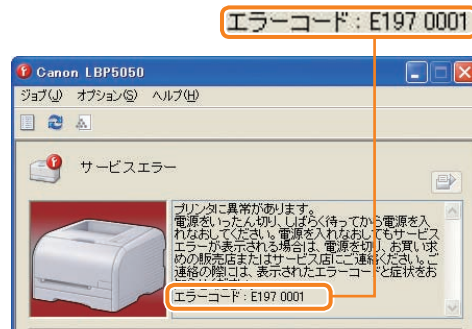 エラーコード : E197 0001
Canon LBP5050
ジョブ(J) オプション(S) ヘルプ(H)
サービスエラー
プリンタに異常があります。
電源をいったん切り、しばらく待ってから電源を入
れなおしてください。電源を入れなおしてもサービス
エラーが表示される場合は、電源を切り、お買い求
めの販売店またはサービス店にご連絡ください。ご
連絡の際には、表示されたエラーコードと症状をお
エラーコード : E197 0001